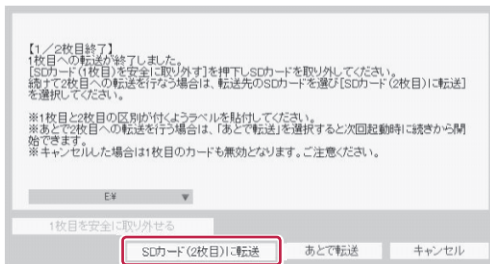 【1／2枚目終了】
1枚目への転送が終了しました。
[SDカード(1枚目)を安全に取り外す]を押下しSDカードを取り外してください。
続けて2枚目への転送を行なう場合は、転送先のSDカードを選び[SDカード(2枚目)に転送]
を選択してください。
※1枚目と2枚目の区別が付くようラベルを貼付してください。
※あとで2枚目への転送を行う場合は、「あとで転送」を選択すると次回起動時に続きから開
始できます。
※キャンセルした場合は1枚目のカードも無効となります。ご注意ください。
E¥ ▼
1枚目を安全に取り外せる
SDカード(2枚目)に転送
あとで転送
キャンセル